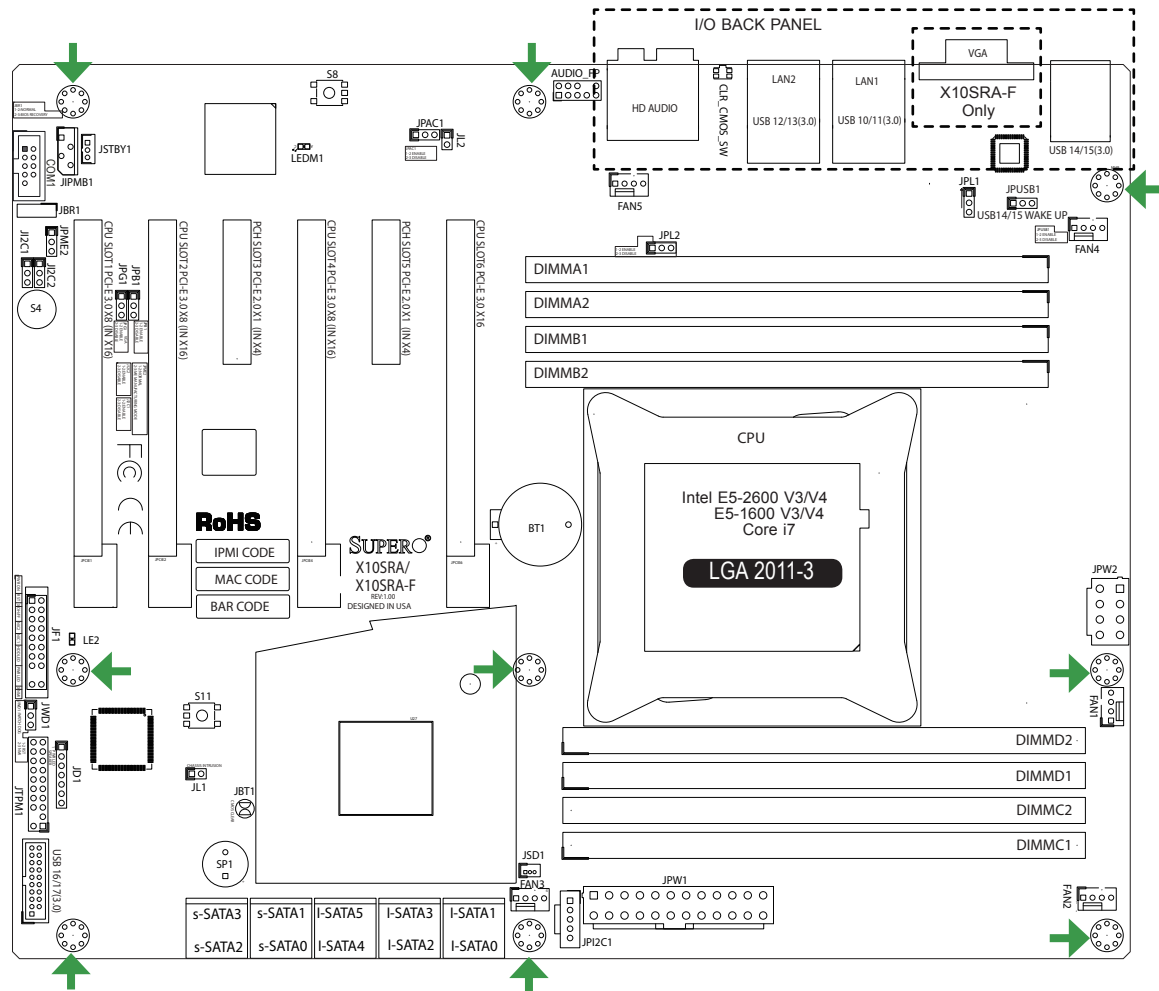 I/O BACK PANEL
VGA
X10SRA-F
Only
HD AUDIO
CLR_CMOS_SW
LAN2
USB 12/13(3.0)
LAN1
USB 10/11(3.0)
USB 14/15(3.0)
S8
AUDIO_FP
JPAC1
JL2
LEDM1
JSTBY1
JIPMB1
COM1
JBR1
FAN5
JPL1
JPUSB1
USB14/15 WAKE UP
FAN4
JPL2
JPME2
JI2C1
JI2C2
JPG1
JPB1
S4
CPU SLOT1 PCI-E 3.0 X8 (IN X16)
CPU SLOT2 PCI-E 3.0 X8 (IN X16)
PCH SLOT3 PCI-E 2.0 X1 (IN X4)
CPU SLOT4 PCI-E 3.0 X8 (IN X16)
PCH SLOT5 PCI-E 2.0 X1 (IN X4)
CPU SLOT6 PCI-E 3.0 X16
DIMMA1
DIMMA2
DIMMB1
DIMMB2
CPU
Intel E5-2600 V3/V4
E5-1600 V3/V4
Core i7
LGA 2011-3
BT1
FC CE
RoHS
IPMI CODE
MAC CODE
BAR CODE
SUPERO
X10SRA/
X10SRA-F
REV:1.00
DESIGNED IN USA
JPW2
JF1
LE2
FAN1
S11
JWD1
JD1
JTPM1
CHASIS INTRUSION
JL1
JBT1
SP1
USB 16/17(3.0)
DIMMD2
DIMMD1
DIMMC2
DIMMC1
JSD1
FAN3
JPW1
JPI2C1
FAN2
s-SATA3
s-SATA1
I-SATA5
I-SATA3
I-SATA1
s-SATA2
s-SATA0
I-SATA4
I-SATA2
I-SATA0